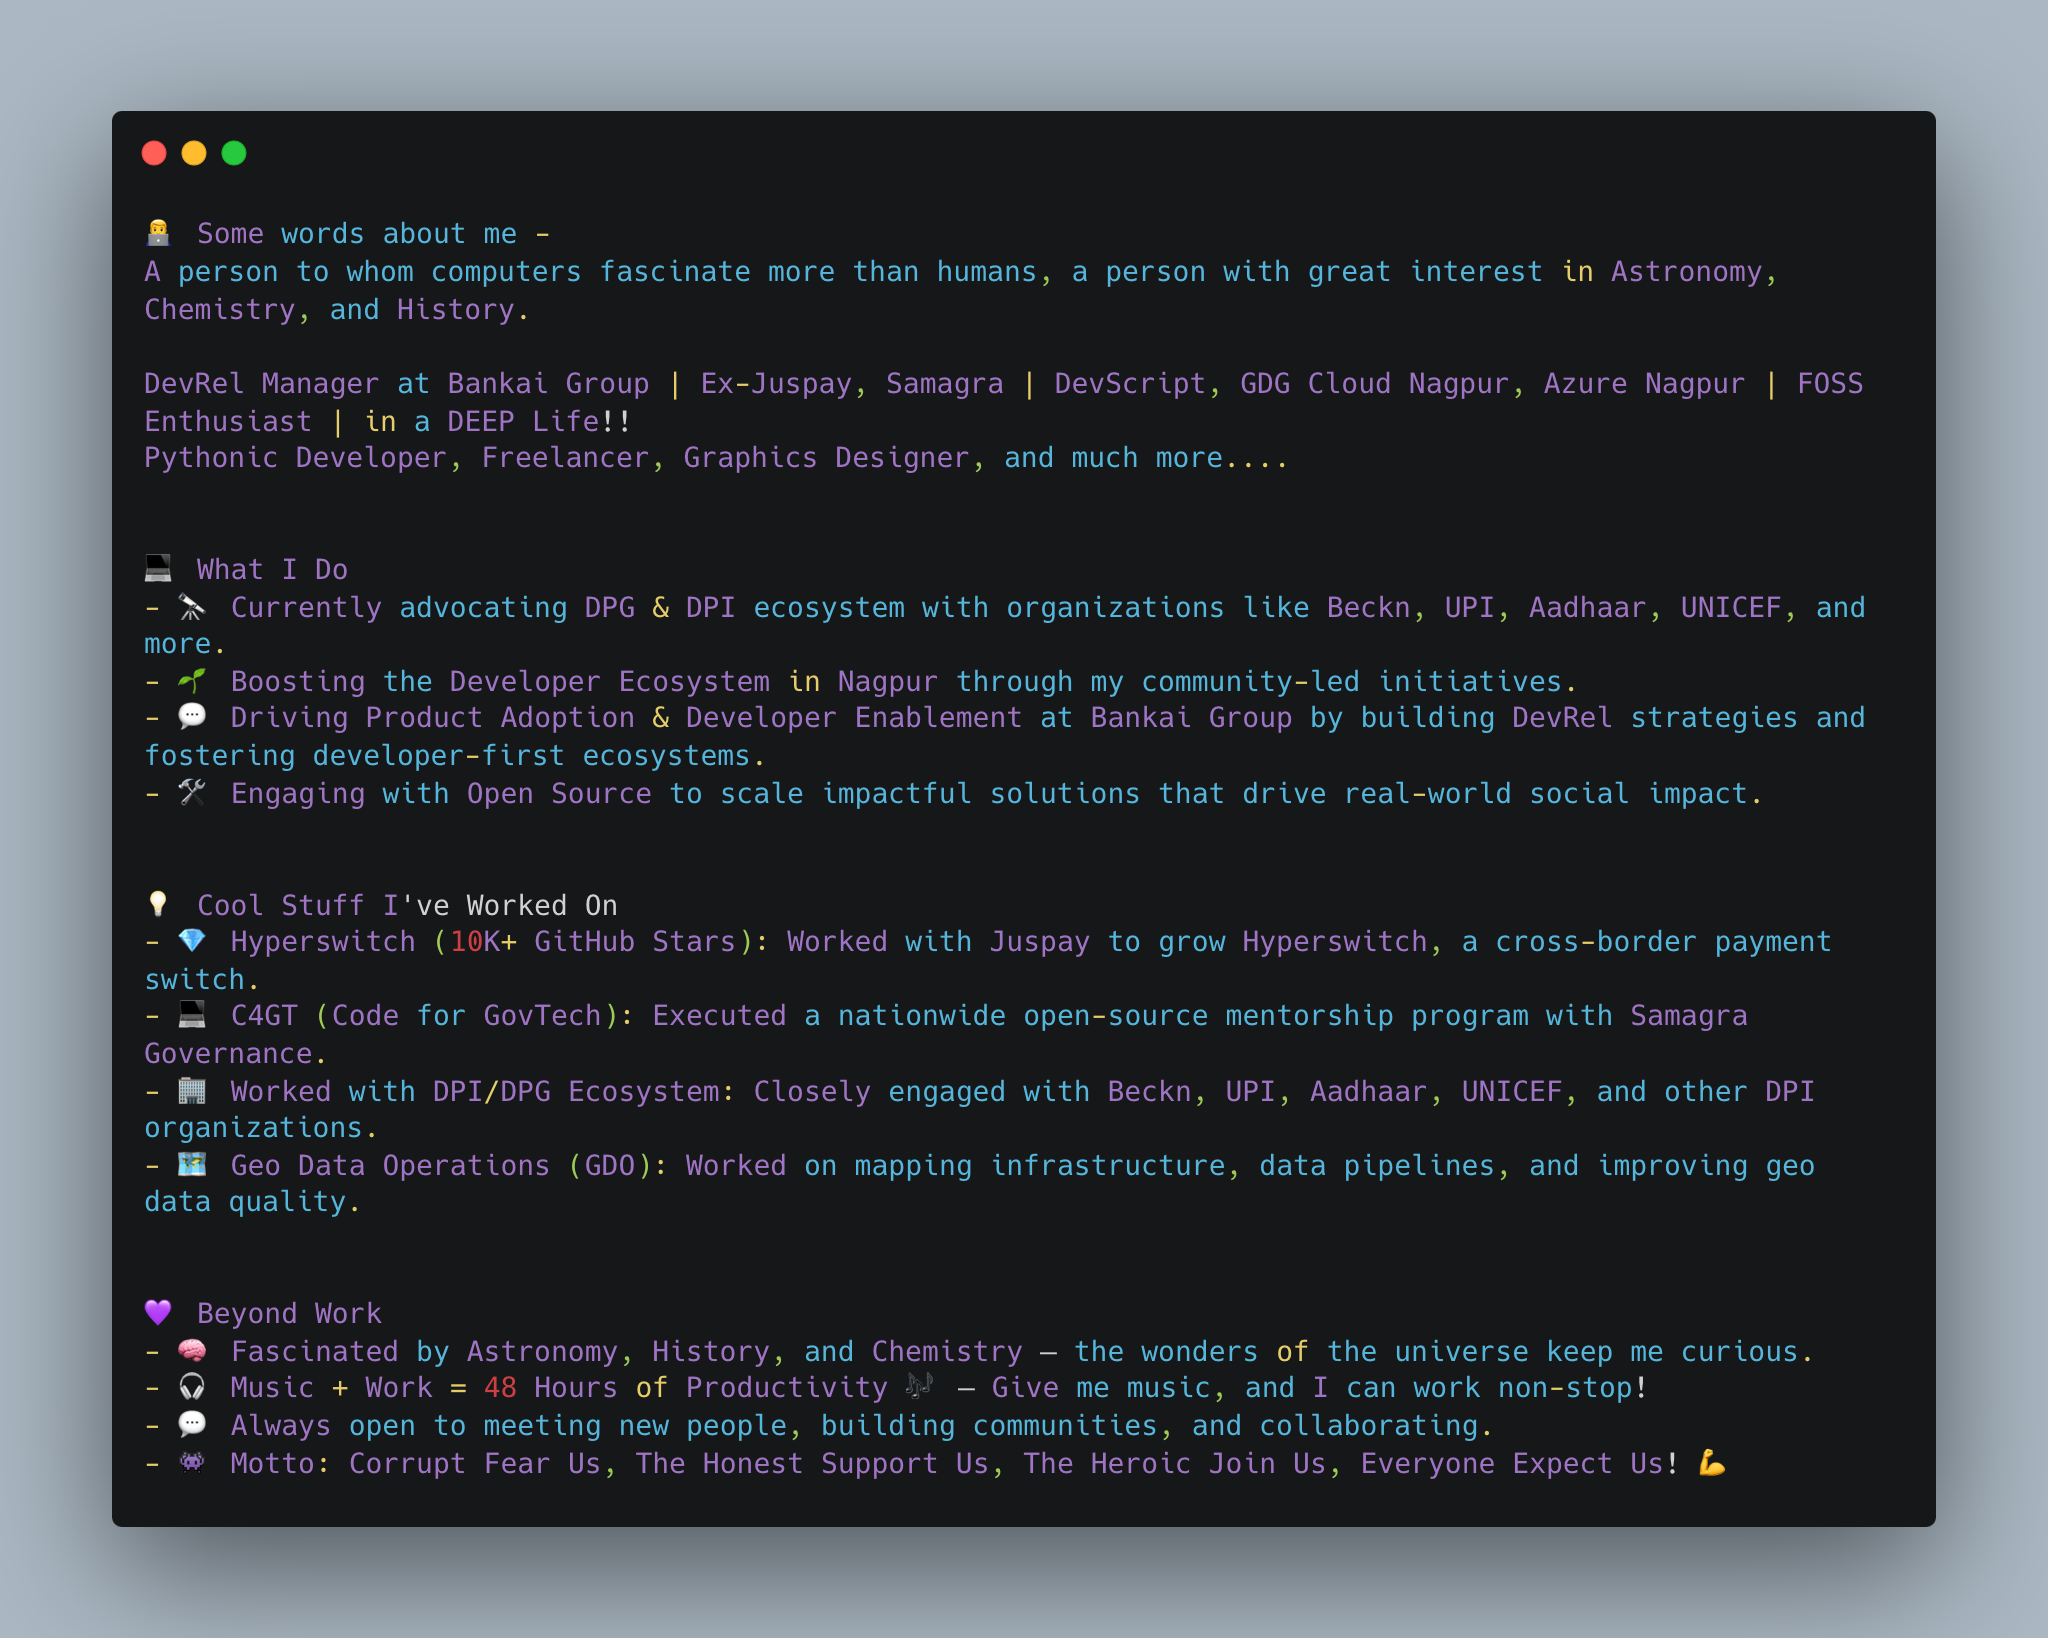 👨‍💻 Some words about me -
A person to whom computers fascinate more than humans, a person with great interest in Astronomy,
Chemistry, and History.
DevRel Manager at Bankai Group | Ex-Juspay, Samagra | DevScript, GDG Cloud Nagpur, Azure Nagpur | FOSS
Enthusiast | in a DEEP Life!!
Pythonic Developer, Freelancer, Graphics Designer, and much more....
💻 What I Do
- 🔭 Currently advocating DPG & DPI ecosystem with organizations like Beckn, UPI, Aadhaar, UNICEF, and
more.
- 🌱 Boosting the Developer Ecosystem in Nagpur through my community-led initiatives.
- 💬 Driving Product Adoption & Developer Enablement at Bankai Group by building DevRel strategies and
fostering developer-first ecosystems.
- 🛠 Engaging with Open Source to scale impactful solutions that drive real-world social impact.
💡 Cool Stuff I've Worked On
- 💎 Hyperswitch (10K+ GitHub Stars): Worked with Juspay to grow Hyperswitch, a cross-border payment
switch.
- 💻 C4GT (Code for GovTech): Executed a nationwide open-source mentorship program with Samagra
Governance.
- 🏢 Worked with DPI/DPG Ecosystem: Closely engaged with Beckn, UPI, Aadhaar, UNICEF, and other DPI
organizations.
- 🗺 Geo Data Operations (GDO): Worked on mapping infrastructure, data pipelines, and improving geo
data quality.
💜 Beyond Work
- 🧠 Fascinated by Astronomy, History, and Chemistry — the wonders of the universe keep me curious.
- 🎧 Music + Work = 48 Hours of Productivity 🎶 — Give me music, and I can work non-stop!
- 💬 Always open to meeting new people, building communities, and collaborating.
- 👾 Motto: Corrupt Fear Us, The Honest Support Us, The Heroic Join Us, Everyone Expect Us! 💪